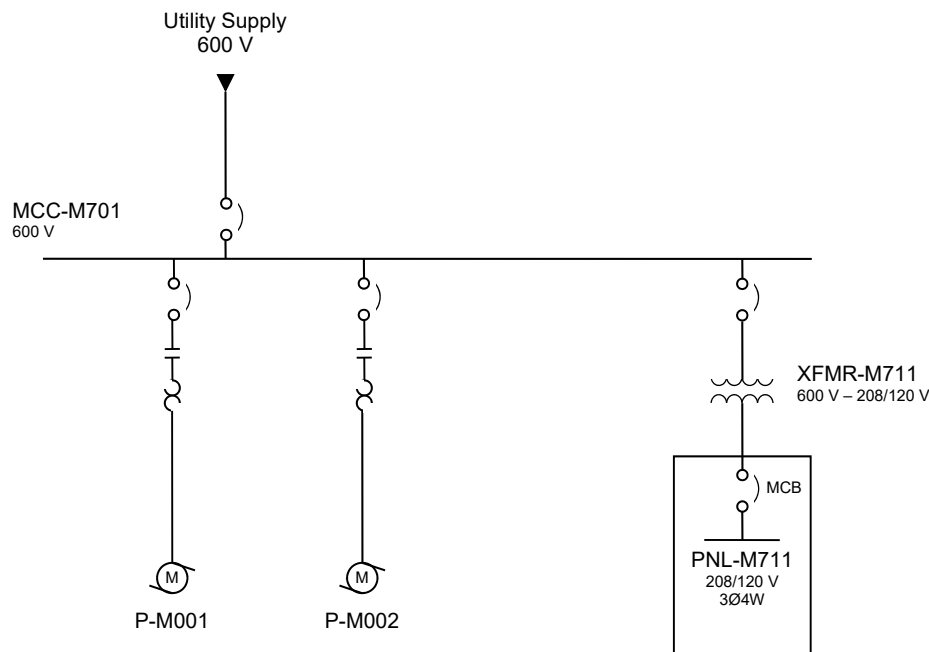 Utility Supply
600 V
MCC-M701
600 V
XFMR-M711
600 V – 208/120 V
MCB
PNL-M711
208/120 V
3Ø4W
M
M
P-M001
P-M002